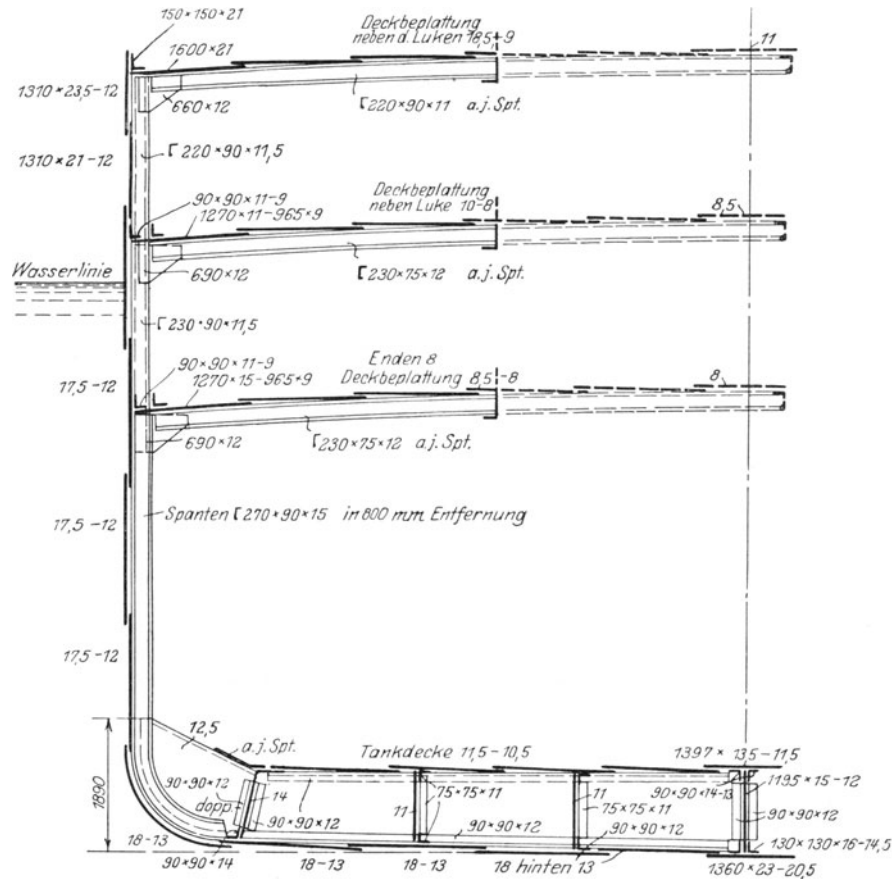 150×150×21
1600×21
Deckbeplattung
neben d. Luken 18,5-9
11
1310×23,5-12
660×12
[220×90×11 a.j. Spt.
1310×21-12
[220×90×11,5
90×90×11-9
1270×11-965×9
Deckbeplattung
neben Luke 10-8
8,5
Wasserlinie
690×12
[230×75×12 a.j. Spt.
[230×90×11,5
90×90×11-9
1270×15-965×9
Enden 8
Deckbeplattung 8,5-8
8
17,5-12
690×12
[230×75×12 a.j. Spt.
17,5-12
Spanten [270×90×15 in 800 mm Entfernung
17,5-12
12,5
a.j. Spt.
Tankdecke 11,5-10,5
1397×13,5-11,5
1890
90×90×12
dopp.
14
90×90×12
11
75×75×11
90×90×12
11
75×75×11
90×90×12
90×90×14-13
1195×15-12
90×90×12
130×130×16-14,5
18-13
90×90×14
18-13
18-13
18 hinten 13
1360×23-20,5